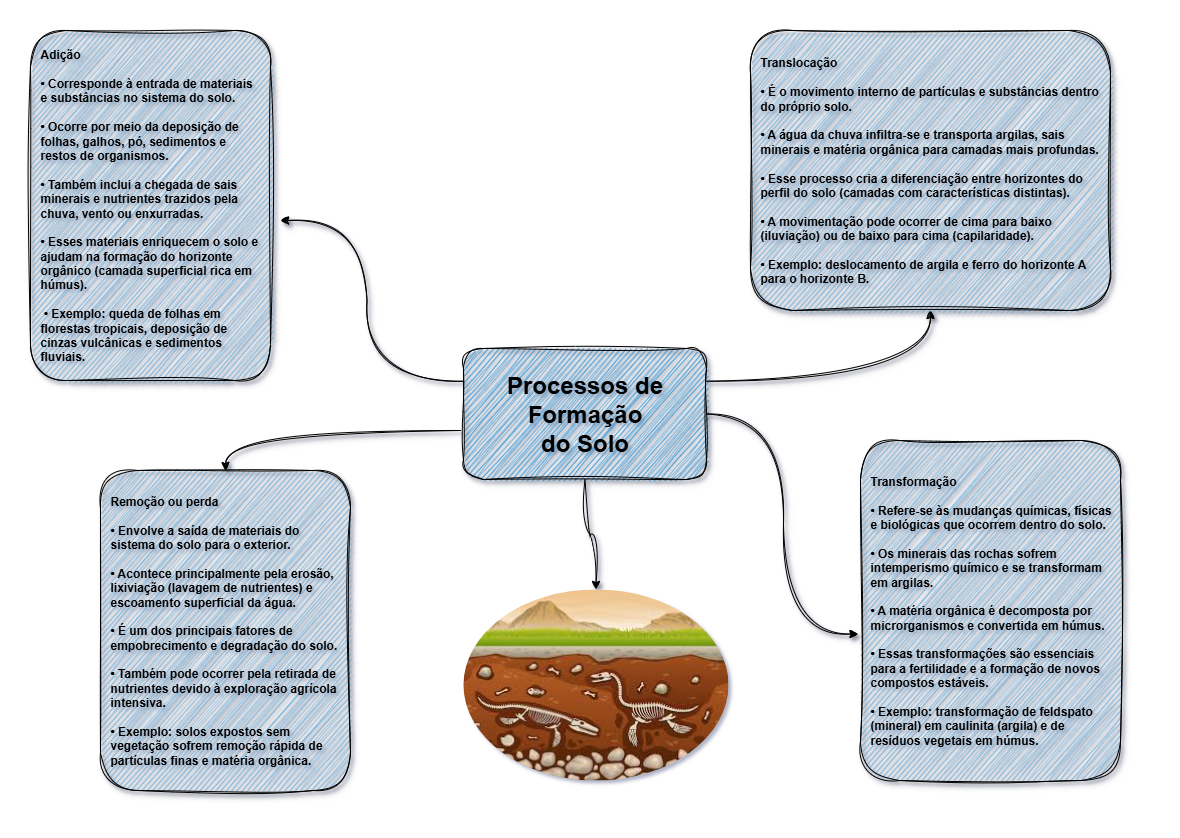 Adição
• Corresponde à entrada de materiais
e substâncias no sistema do solo.
• Ocorre por meio da deposição de
folhas, galhos, pó, sedimentos e
restos de organismos.
• Também inclui a chegada de sais
minerais e nutrientes trazidos pela
chuva, vento ou enxurradas.
• Esses materiais enriquecem o solo e
ajudam na formação do horizonte
orgânico (camada superficial rica em
húmus).
• Exemplo: queda de folhas em
florestas tropicais, deposição de
cinzas vulcânicas e sedimentos
fluviais.
Translocação
• É o movimento interno de partículas e substâncias dentro
do próprio solo.
• A água da chuva infiltra-se e transporta argilas, sais
minerais e matéria orgânica para camadas mais profundas.
• Esse processo cria a diferenciação entre horizontes do
perfil do solo (camadas com características distintas).
• A movimentação pode ocorrer de cima para baixo
(iluviação) ou de baixo para cima (capilaridade).
• Exemplo: deslocamento de argila e ferro do horizonte A
para o horizonte B.
Processos de
Formação
do Solo
Remoção ou perda
• Envolve a saída de materiais do
sistema do solo para o exterior.
• Acontece principalmente pela erosão,
lixiviação (lavagem de nutrientes) e
escoamento superficial da água.
• É um dos principais fatores de
empobrecimento e degradação do solo.
• Também pode ocorrer pela retirada de
nutrientes devido à exploração agrícola
intensiva.
• Exemplo: solos expostos sem
vegetação sofrem remoção rápida de
partículas finas e matéria orgânica.
Transformação
• Refere-se às mudanças químicas, físicas
e biológicas que ocorrem dentro do solo.
• Os minerais das rochas sofrem
intemperismo químico e se transformam
em argilas.
• A matéria orgânica é decomposta por
microrganismos e convertida em húmus.
• Essas transformações são essenciais
para a fertilidade e a formação de novos
compostos estáveis.
• Exemplo: transformação de feldspato
(mineral) em caulinita (argila) e de
resíduos vegetais em húmus.